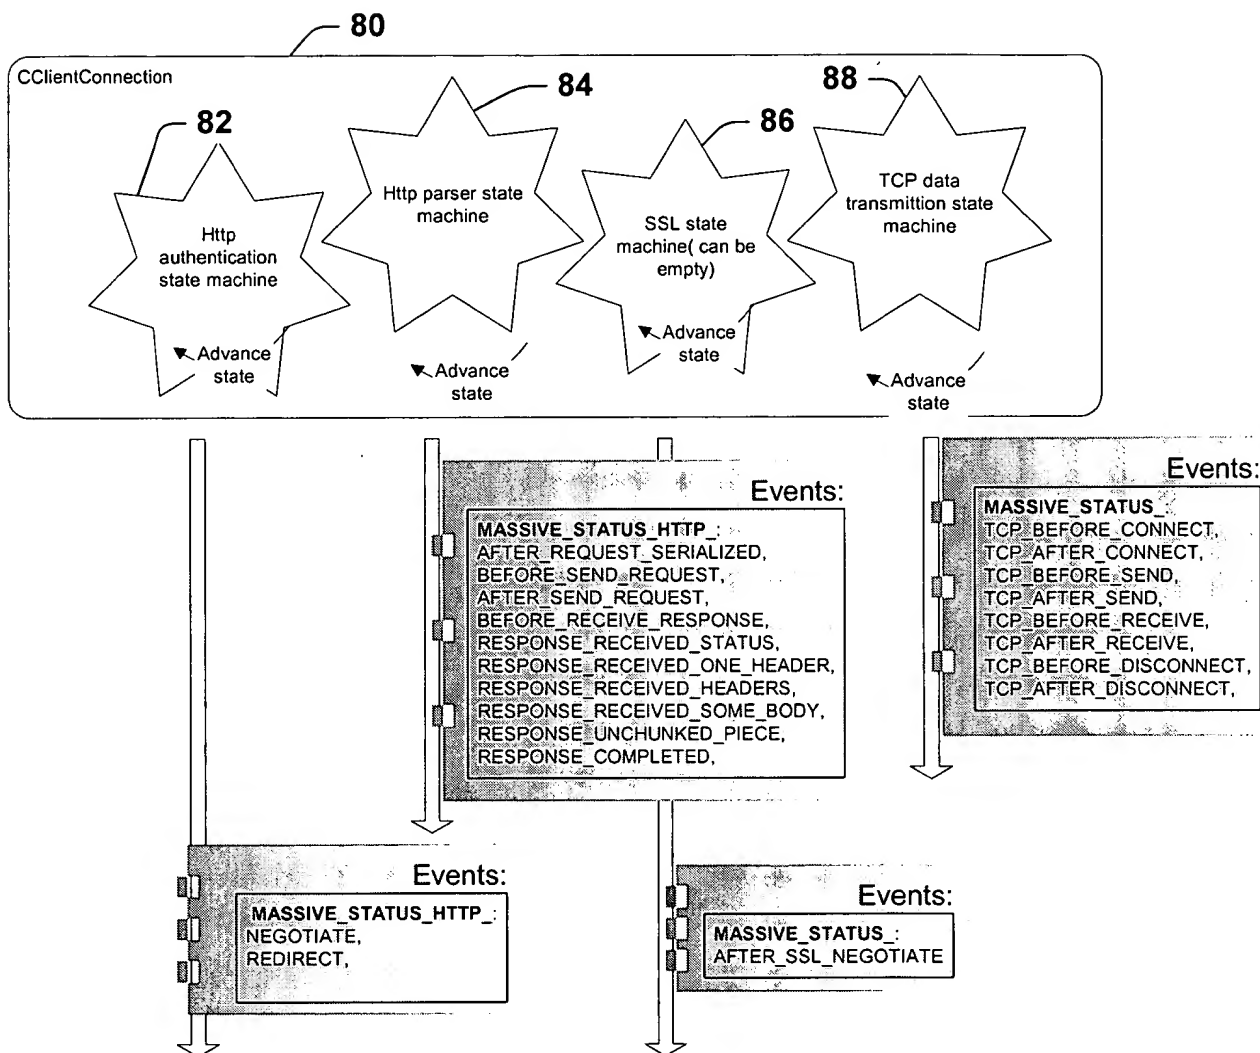 80
CClientConnection
82
84
86
88
Http
authentication
state machine
Http parser state
machine
SSL state
machine( can be
empty)
TCP data
transmittion state
machine
Advance
state
Advance
state
Advance
state
Advance
state
Events:
MASSIVE_STATUS_HTTP_:
AFTER_REQUEST_SERIALIZED,
BEFORE_SEND_REQUEST,
AFTER_SEND_REQUEST,
BEFORE_RECEIVE_RESPONSE,
RESPONSE_RECEIVED_STATUS,
RESPONSE_RECEIVED_ONE_HEADER,
RESPONSE_RECEIVED_HEADERS,
RESPONSE_RECEIVED_SOME_BODY,
RESPONSE_UNCHUNKED_PIECE,
RESPONSE_COMPLETED,
Events:
MASSIVE_STATUS_:
TCP_BEFORE_CONNECT,
TCP_AFTER_CONNECT,
TCP_BEFORE_SEND,
TCP_AFTER_SEND,
TCP_BEFORE_RECEIVE,
TCP_AFTER_RECEIVE,
TCP_BEFORE_DISCONNECT,
TCP_AFTER_DISCONNECT,
Events:
MASSIVE_STATUS_HTTP_:
NEGOTIATE,
REDIRECT,
Events:
MASSIVE_STATUS_:
AFTER_SSL_NEGOTIATE